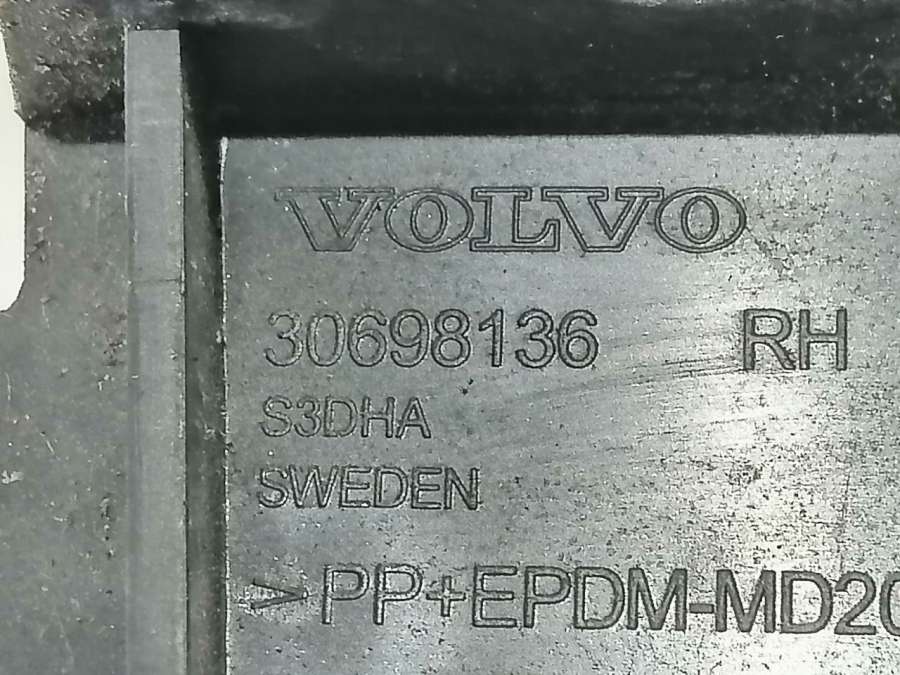 VOLVO
30698136 RH
S3DHA
SWEDEN
>PP+EPDM-MD20